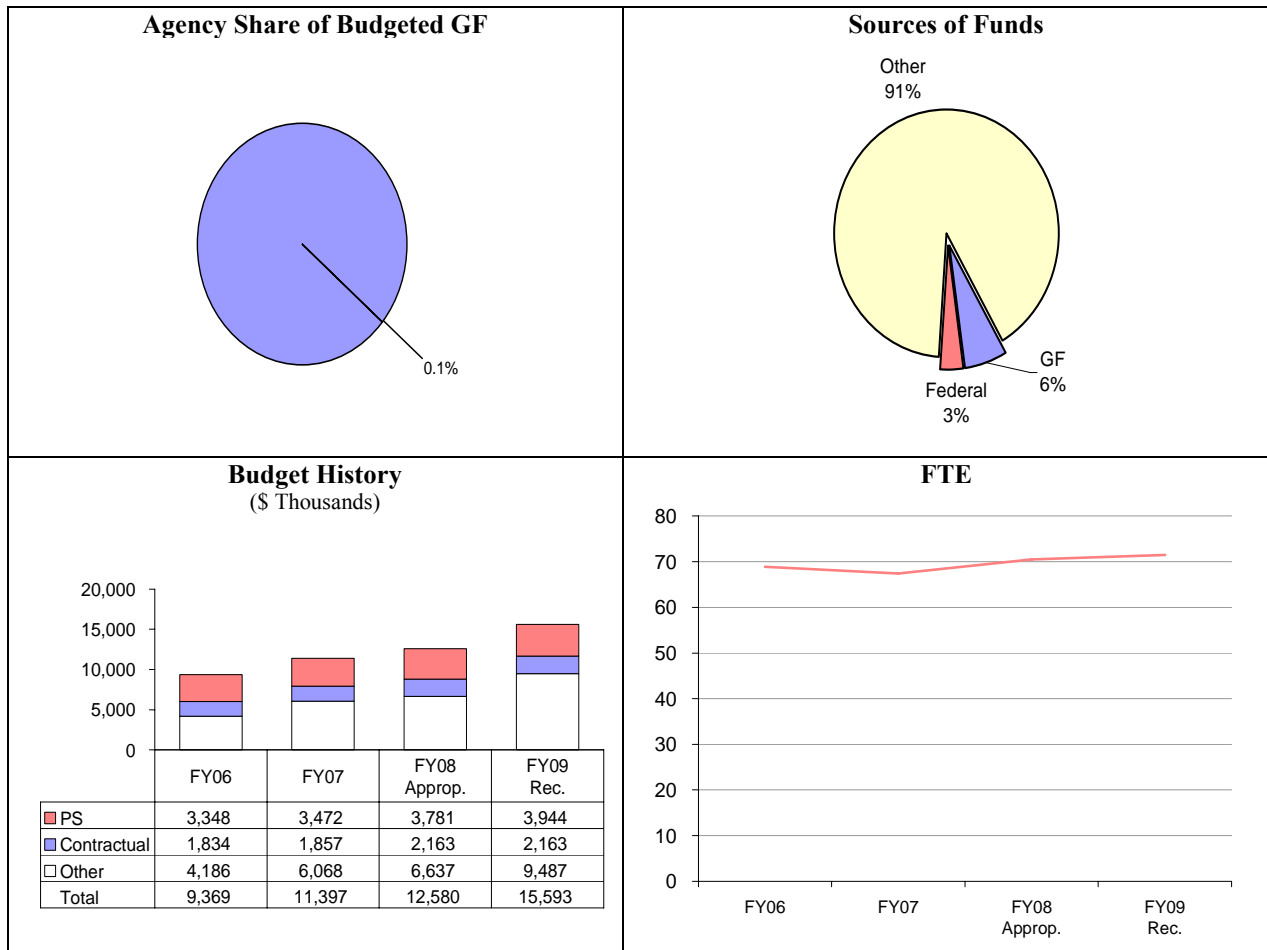 Agency Share of Budgeted GF
0.1%
Sources of Funds
Other
91%
GF
6%
Federal
3%
Budget History
($ Thousands)
20,000
15,000
10,000
5,000
0
FY06 FY07 FY08 Approp. FY09 Rec.
PS 3,348 3,472 3,781 3,944
Contractual 1,834 1,857 2,163 2,163
Other 4,186 6,068 6,637 9,487
Total 9,369 11,397 12,580 15,593
FTE
80
70
60
50
40
30
20
10
0
FY06 FY07 FY08 Approp. FY09 Rec.